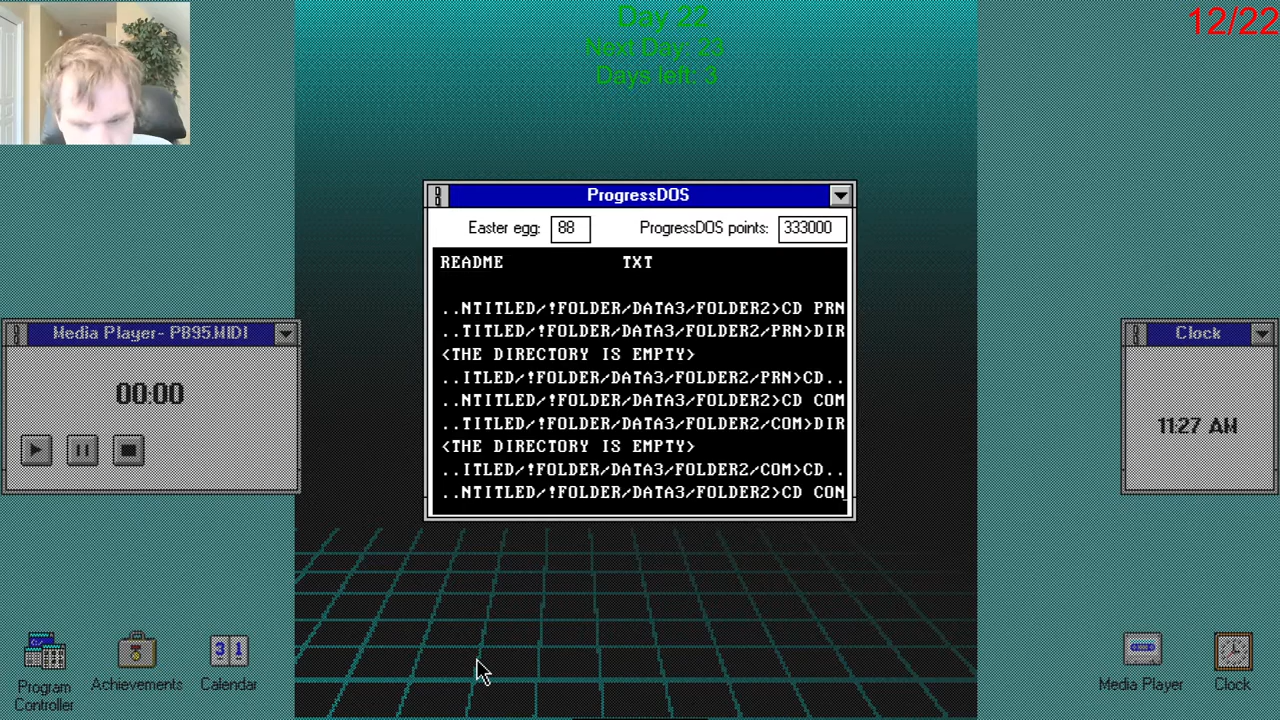 Day 22
Next Day: 23
Days left: 3
12/22
ProgressDOS
Easter egg: 88
ProgressDOS points: 333000
README TXT
..NTITLED/!FOLDER/DATA3/FOLDER2>CD PRN
..TITLED/!FOLDER/DATA3/FOLDER2/PRN>DIR
<THE DIRECTORY IS EMPTY>
..ITLED/!FOLDER/DATA3/FOLDER2/PRN>CD..
..NTITLED/!FOLDER/DATA3/FOLDER2>CD COM
..TITLED/!FOLDER/DATA3/FOLDER2/COM>DIR
<THE DIRECTORY IS EMPTY>
..ITLED/!FOLDER/DATA3/FOLDER2/COM>CD..
..NTITLED/!FOLDER/DATA3/FOLDER2>CD CON_
Media Player- PB95.MIDI
00:00
Clock
11:27 AM
Program
Controller
Achievements
3 1
Calendar
Media Player
Clock